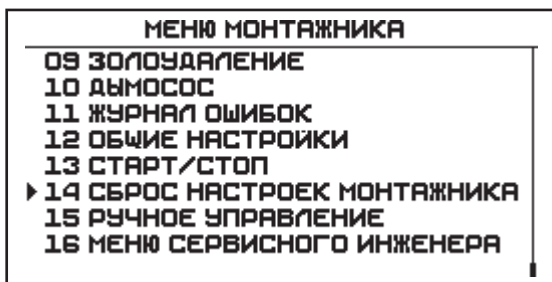 МЕНЮ МОНТАЖНИКА
09 ЗОЛОУДАЛЕНИЕ
10 ДЫМОСОС
11 ЖУРНАЛ ОШИБОК
12 ОБЩИЕ НАСТРОЙКИ
13 СТАРТ/СТОП
14 СБРОС НАСТРОЕК МОНТАЖНИКА
15 РУЧНОЕ УПРАВЛЕНИЕ
16 МЕНЮ СЕРВИСНОГО ИНЖЕНЕРА